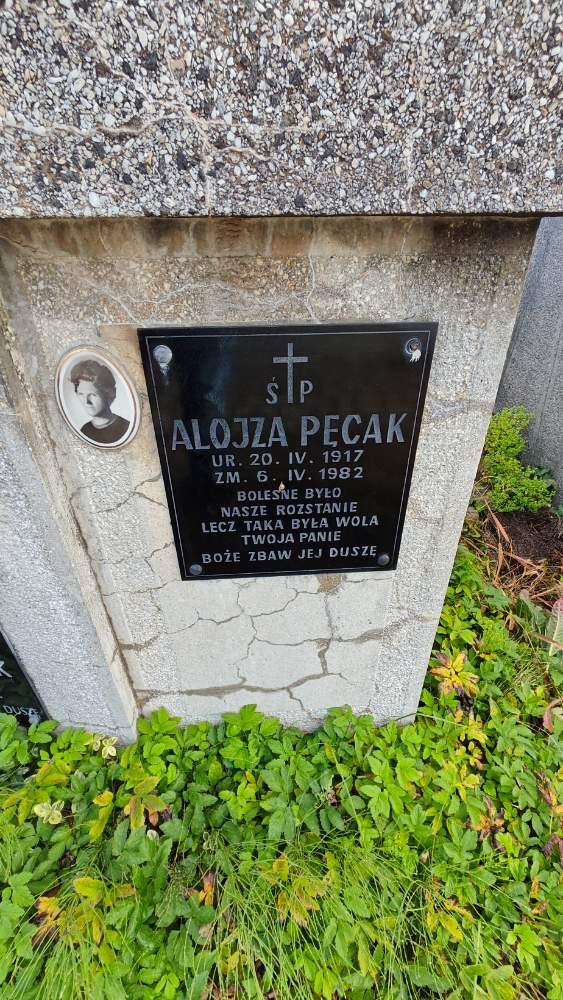 Ś P
ALOJZA PĘCAK
UR. 20. IV. 1917
ZM. 6. IV. 1982
BOLESNE BYŁO
NASZE ROZSTANIE
LECZ TAKA BYŁA WOLA
TWOJA PANIE
BOŻE ZBAW JEJ DUSZĘ
K
DUSZĘ